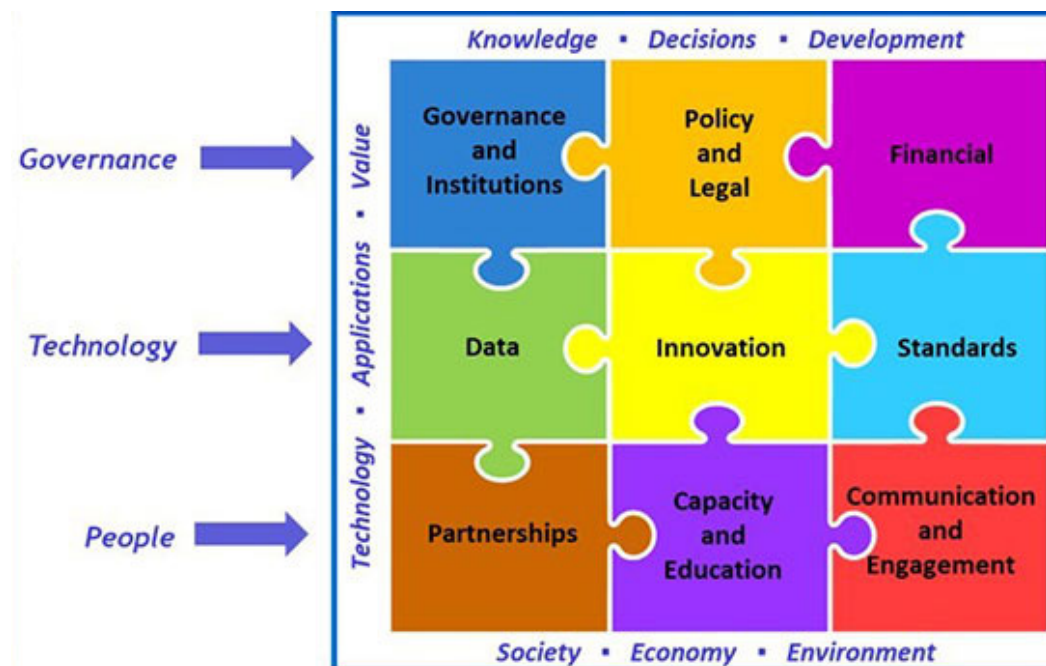 Knowledge ▪ Decisions ▪ Development
Governance
Technology
People
Technology ▪ Applications ▪ Value
Governance
and
Institutions
Policy
and
Legal
Financial
Data
Innovation
Standards
Partnerships
Capacity
and
Education
Communication
and
Engagement
Society ▪ Economy ▪ Environment